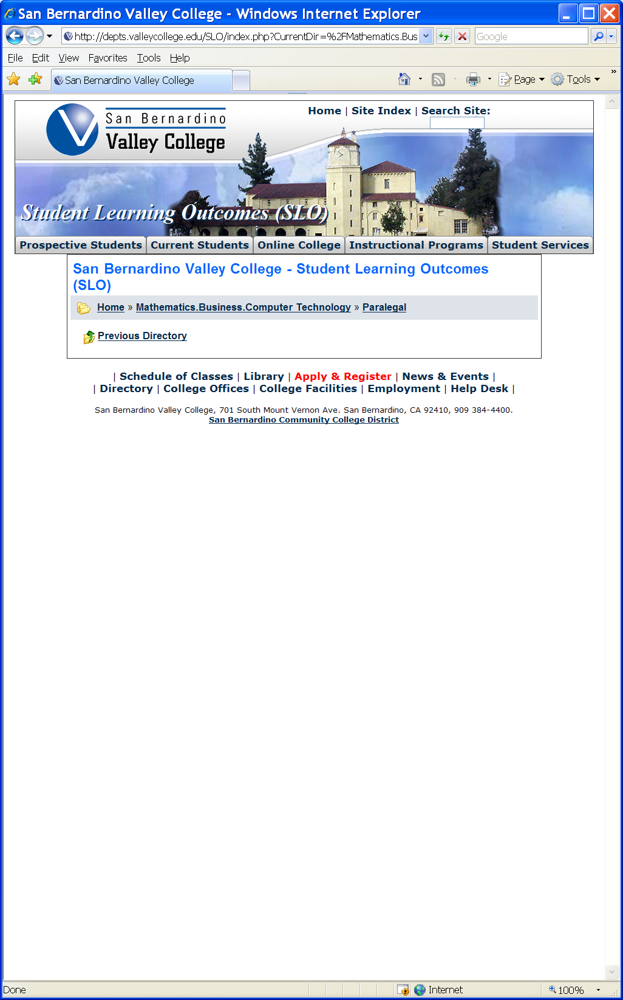 San Bernardino Valley College - Windows Internet Explorer
http://depts.valleycollege.edu/SLO/index.php?CurrentDir=%2FMathematics.Bus
Google
File Edit View Favorites Tools Help
San Bernardino Valley College
Page Tools »
San Bernardino
Valley College
Home | Site Index | Search Site:
Student Learning Outcomes (SLO)
Prospective Students Current Students Online College Instructional Programs Student Services
San Bernardino Valley College - Student Learning Outcomes
(SLO)
Home » Mathematics.Business.Computer Technology » Paralegal
Previous Directory
| Schedule of Classes | Library | Apply & Register | News & Events |
| Directory | College Offices | College Facilities | Employment | Help Desk |
San Bernardino Valley College, 701 South Mount Vernon Ave. San Bernardino, CA 92410, 909 384-4400.
San Bernardino Community College District
Done Internet 100%